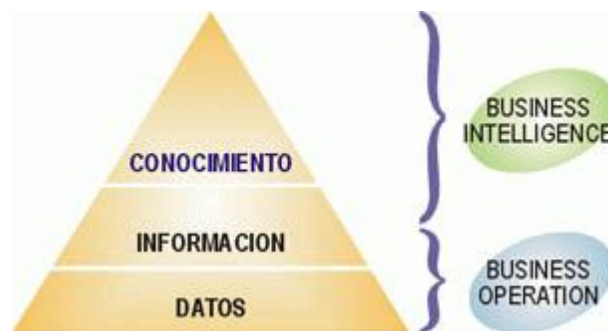 CONOCIMIENTO
INFORMACION
DATOS
BUSINESS
INTELLIGENCE
BUSINESS
OPERATION